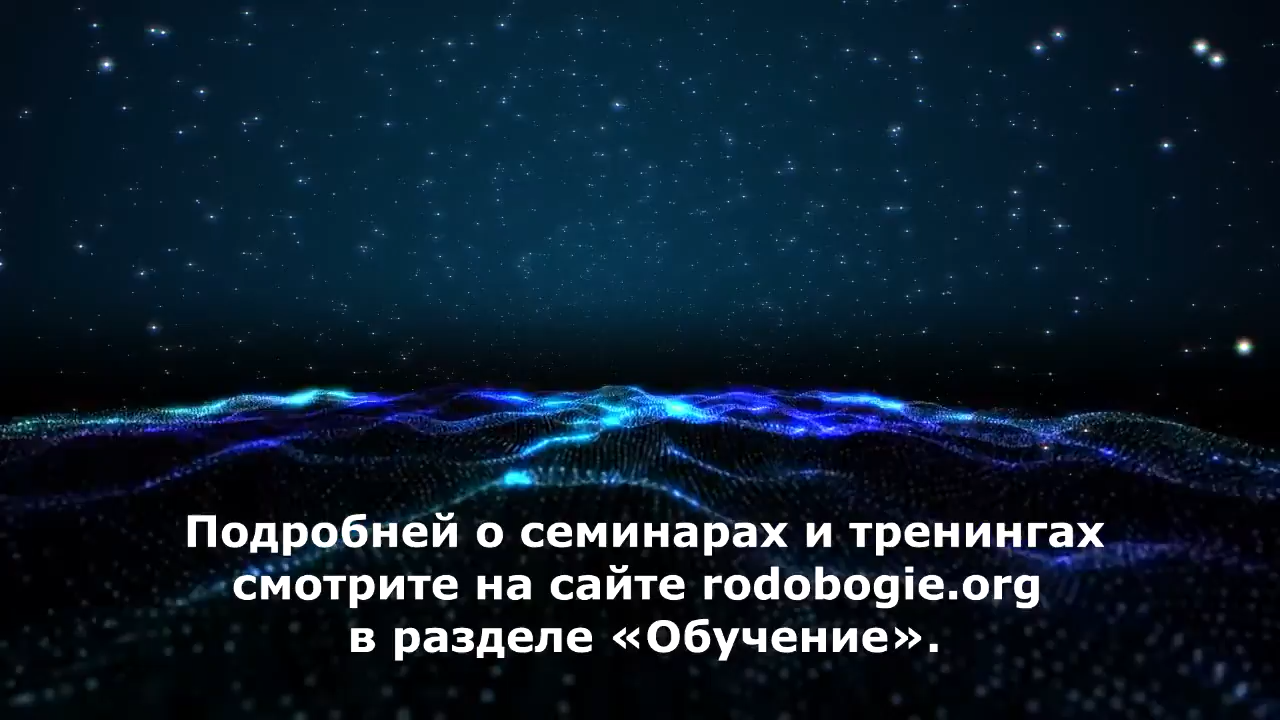 Подробней о семинарах и тренингах
смотрите на сайте rodobogie.org
в разделе «Обучение».